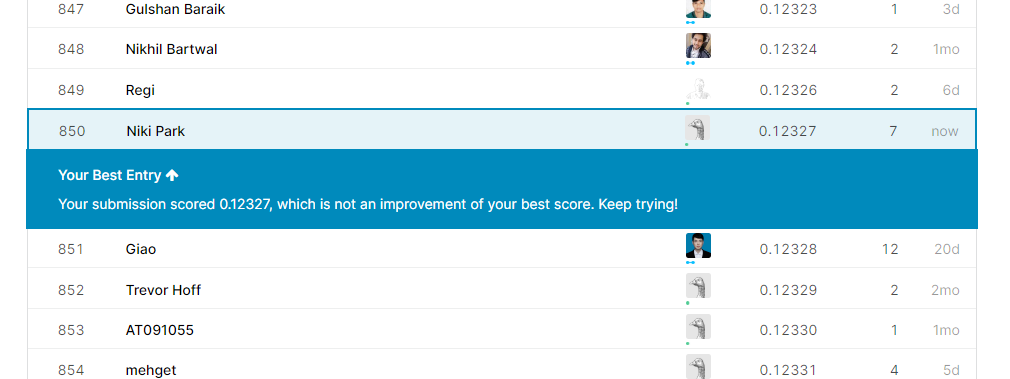 847 Gulshan Baraik 0.12323 1 3d
848 Nikhil Bartwal 0.12324 2 1mo
849 Regi 0.12326 2 6d
850 Niki Park 0.12327 7 now
Your Best Entry
Your submission scored 0.12327, which is not an improvement of your best score. Keep trying!
851 Giao 0.12328 12 20d
852 Trevor Hoff 0.12329 2 2mo
853 AT091055 0.12330 1 1mo
854 mehget 0.12331 4 5d